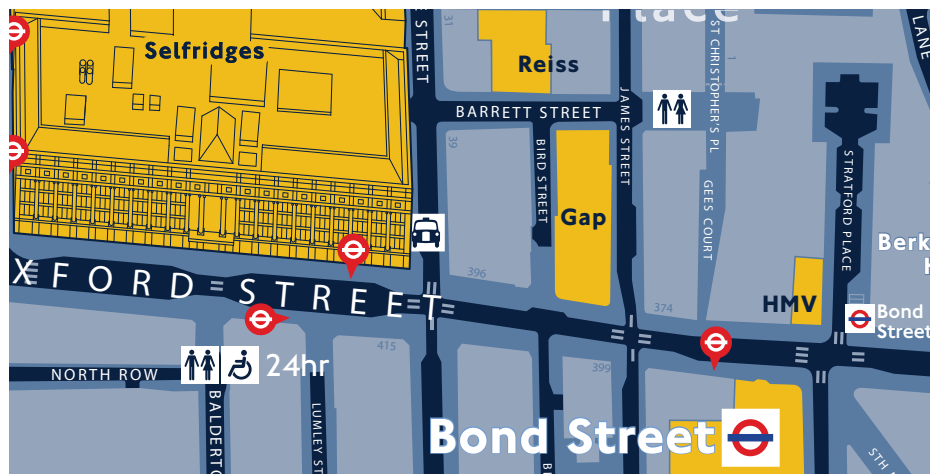 Place
31
Selfridges
E STREET
Reiss
ST CHRISTOPHER'S PL
1
LANE
BARRETT STREET
JAMES STREET
39
BIRD STREET
STRATFORD PLACE
GEES COURT
Gap
Berk
H
396
XFORD STREET
374
HMV
Bond
Street
415
24hr
399
NORTH ROW
BALDERTO
LUMLEY ST
Bond Street
STH